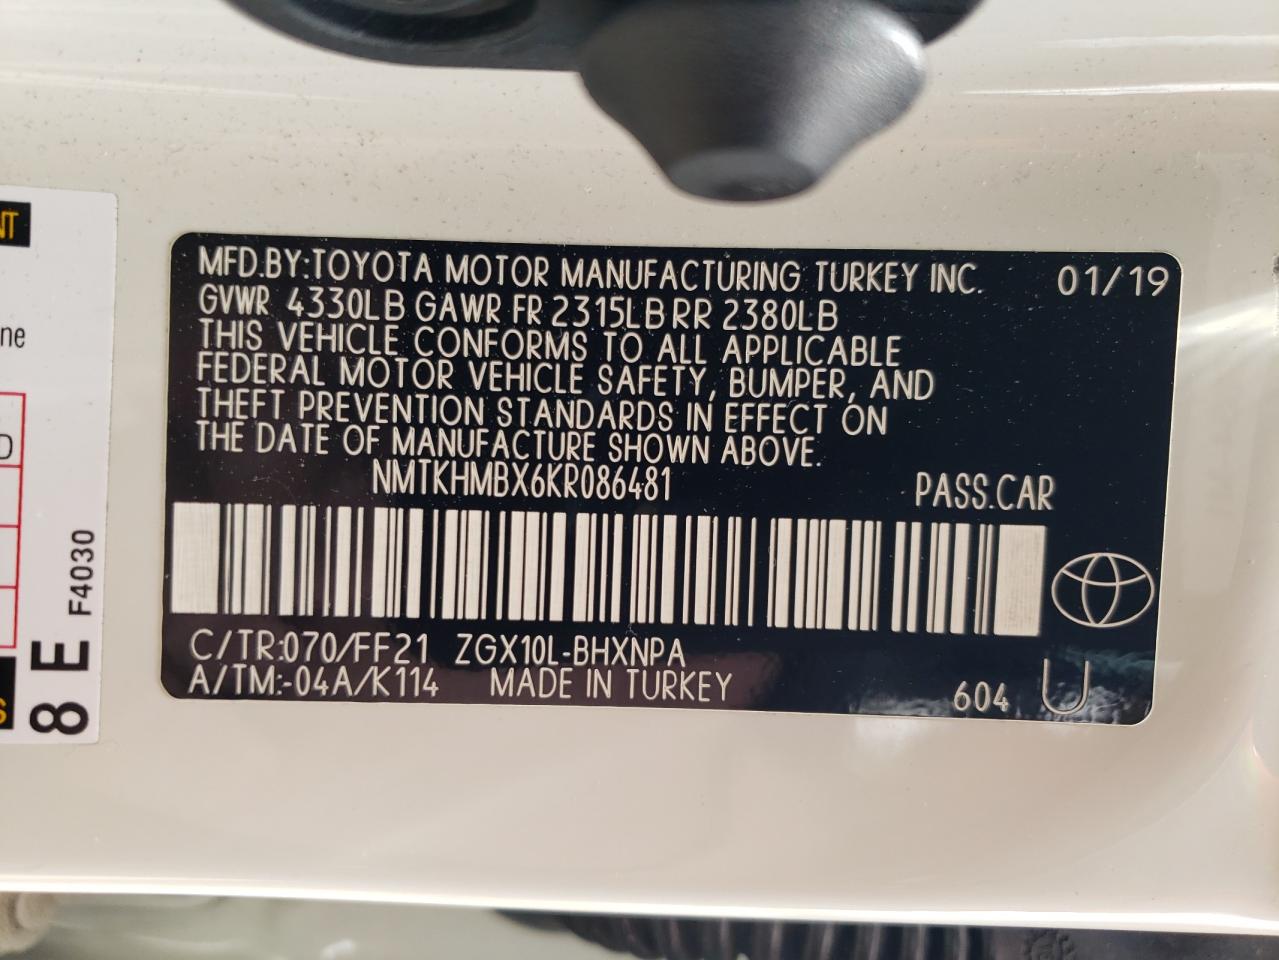 MFD.BY:TOYOTA MOTOR MANUFACTURING TURKEY INC. 01/19
GVWR 4330LB GAWR FR 2315LB RR 2380LB
THIS VEHICLE CONFORMS TO ALL APPLICABLE
FEDERAL MOTOR VEHICLE SAFETY, BUMPER, AND
THEFT PREVENTION STANDARDS IN EFFECT ON
THE DATE OF MANUFACTURE SHOWN ABOVE.
NMTKHMBX6KR086481 PASS.CAR
C/TR:070/FF21 ZGX10L-BHXNPA
A/TM:-04A/K114 MADE IN TURKEY 604 U
8 E F4030